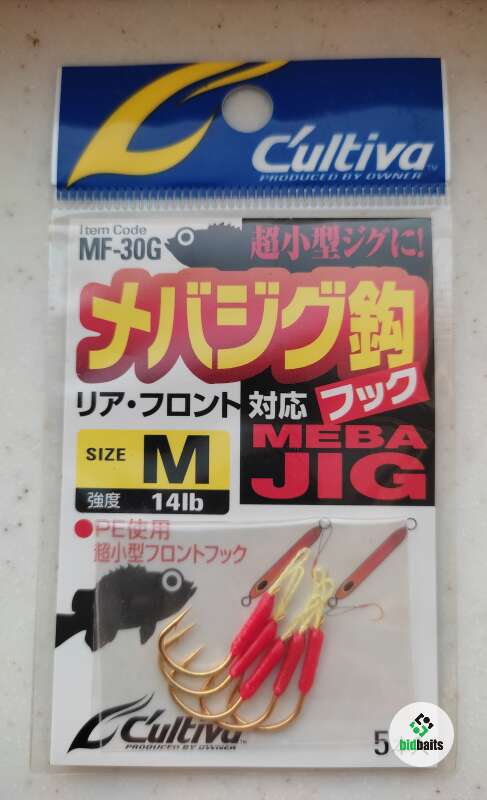 C'ultiva™
PRODUCED BY OWNER
Item Code
MF-30G
超小型ジグに!
メバジグ鈎
フック
リア・フロント対応
MEBA
JIG
SIZE M
強度 14lb
●PE使用
超小型フロントフック
C'ultiva
PRODUCED BY OWNER
5
bidbaits